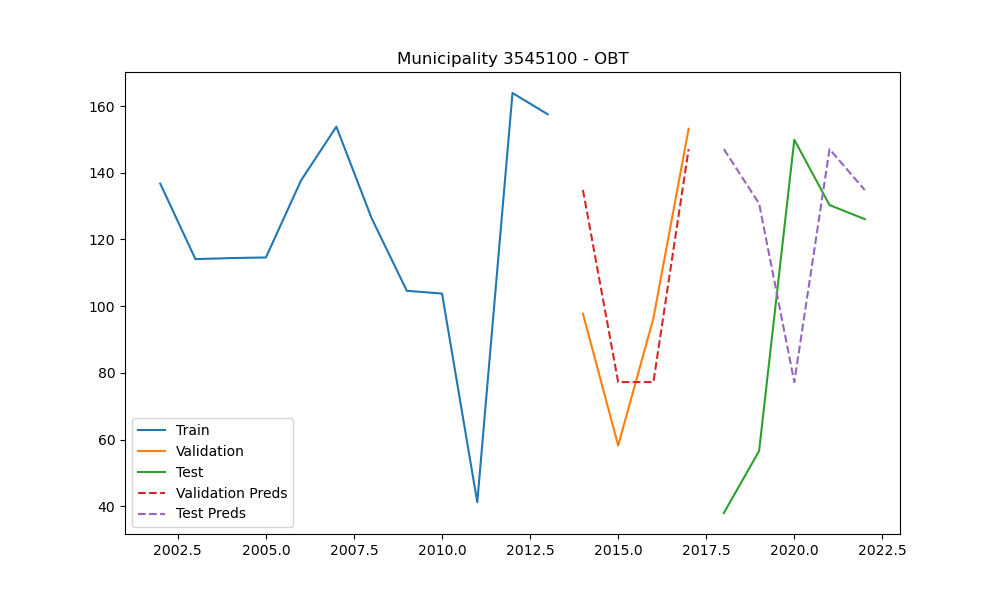 Municipality 3545100 - OBT
160
140
120
100
80
60
40
Train
Validation
Test
Validation Preds
Test Preds
2002.5 2005.0 2007.5 2010.0 2012.5 2015.0 2017.5 2020.0 2022.5